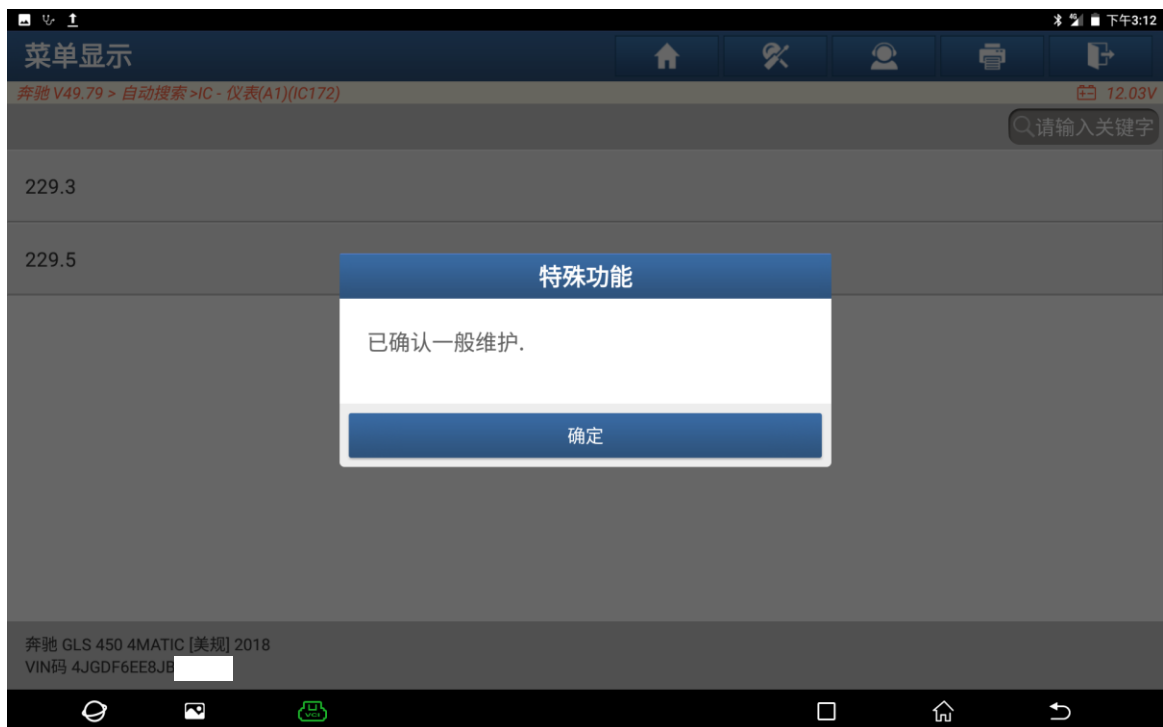 4G
下午3:12
菜单显示
奔驰 V49.79 > 自动搜索 >IC - 仪表(A1)(IC172)
12.03V
请输入关键字
229.3
229.5
特殊功能
已确认一般维护.
确定
奔驰 GLS 450 4MATIC [美规] 2018
VIN码 4JGDF6EE8JB
VCI